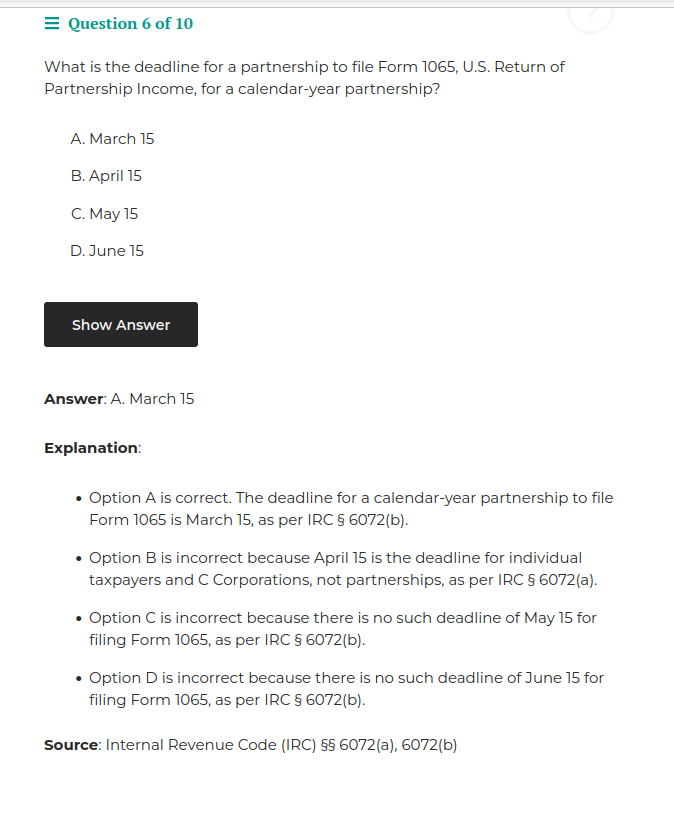 Question 6 of 10
What is the deadline for a partnership to file Form 1065, U.S. Return of
Partnership Income, for a calendar-year partnership?
A. March 15
B. April 15
C. May 15
D. June 15
Show Answer
Answer: A. March 15
Explanation:
• Option A is correct. The deadline for a calendar-year partnership to file
Form 1065 is March 15, as per IRC § 6072(b).
• Option B is incorrect because April 15 is the deadline for individual
taxpayers and C Corporations, not partnerships, as per IRC § 6072(a).
• Option C is incorrect because there is no such deadline of May 15 for
filing Form 1065, as per IRC § 6072(b).
• Option D is incorrect because there is no such deadline of June 15 for
filing Form 1065, as per IRC § 6072(b).
Source: Internal Revenue Code (IRC) §§ 6072(a), 6072(b)